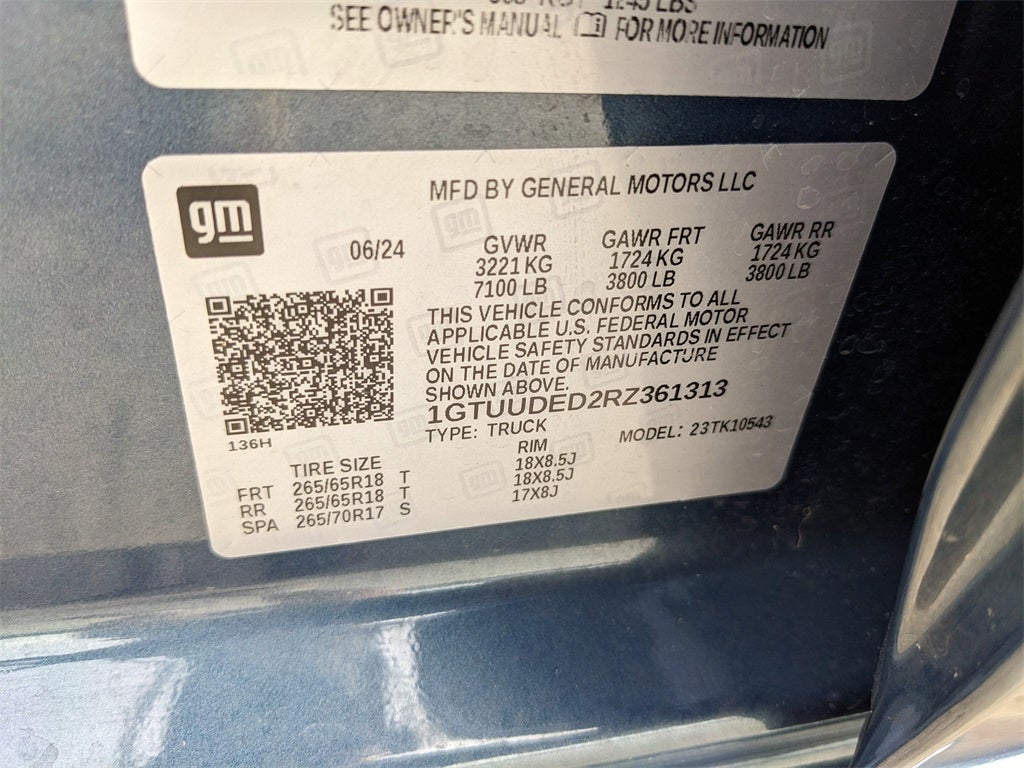 1245 LBS
SEE OWNER'S MANUAL FOR MORE INFORMATION
gm
MFD BY GENERAL MOTORS LLC
06/24
GVWR GAWR FRT GAWR RR
3221 KG 1724 KG 1724 KG
7100 LB 3800 LB 3800 LB
THIS VEHICLE CONFORMS TO ALL
APPLICABLE U.S. FEDERAL MOTOR
VEHICLE SAFETY STANDARDS IN EFFECT
ON THE DATE OF MANUFACTURE
SHOWN ABOVE.
1GTUUDED2RZ361313
TYPE: TRUCK MODEL: 23TK10543
136H
TIRE SIZE RIM
FRT 265/65R18 T 18X8.5J
RR 265/65R18 T 18X8.5J
SPA 265/70R17 S 17X8J